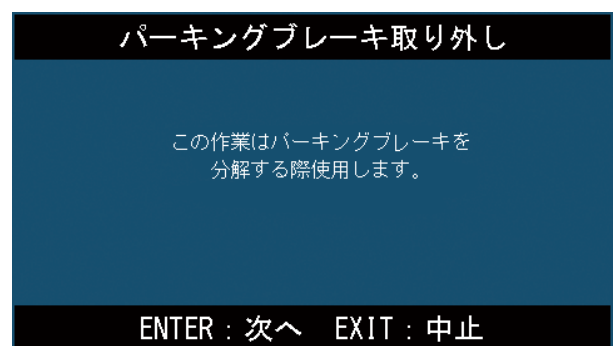 パーキングブレーキ取り外し
この作業はパーキングブレーキを
分解する際使用します。
ENTER：次へ　EXIT：中止